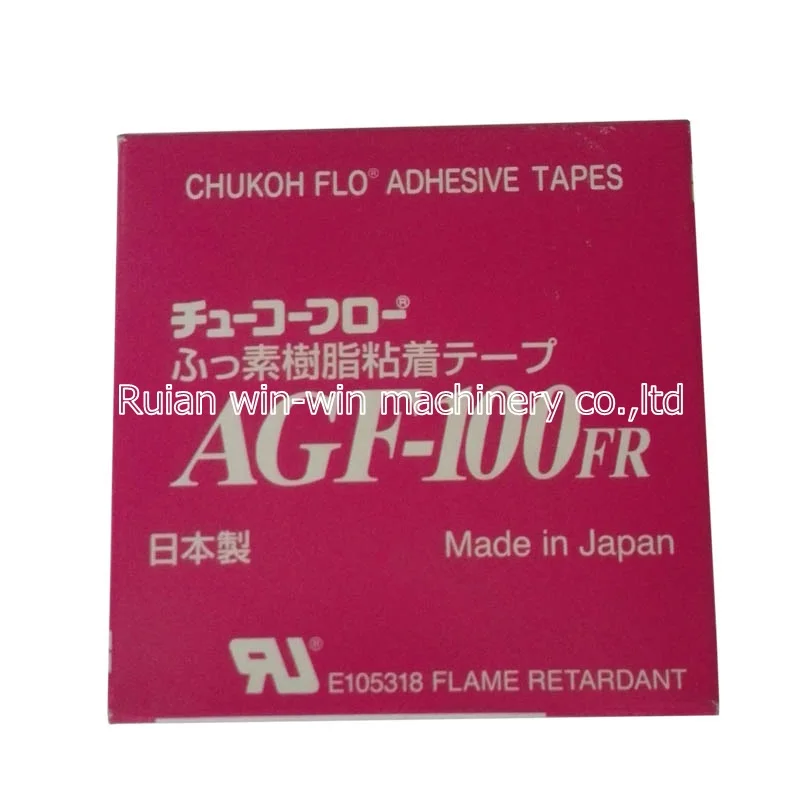 CHUKOH FLO® ADHESIVE TAPES
チューコーフロー®
ふっ素樹脂粘着テープ
Ruian win-win machinery co.,ltd
AGF-100FR
日本製 Made in Japan
RU® E105318 FLAME RETARDANT